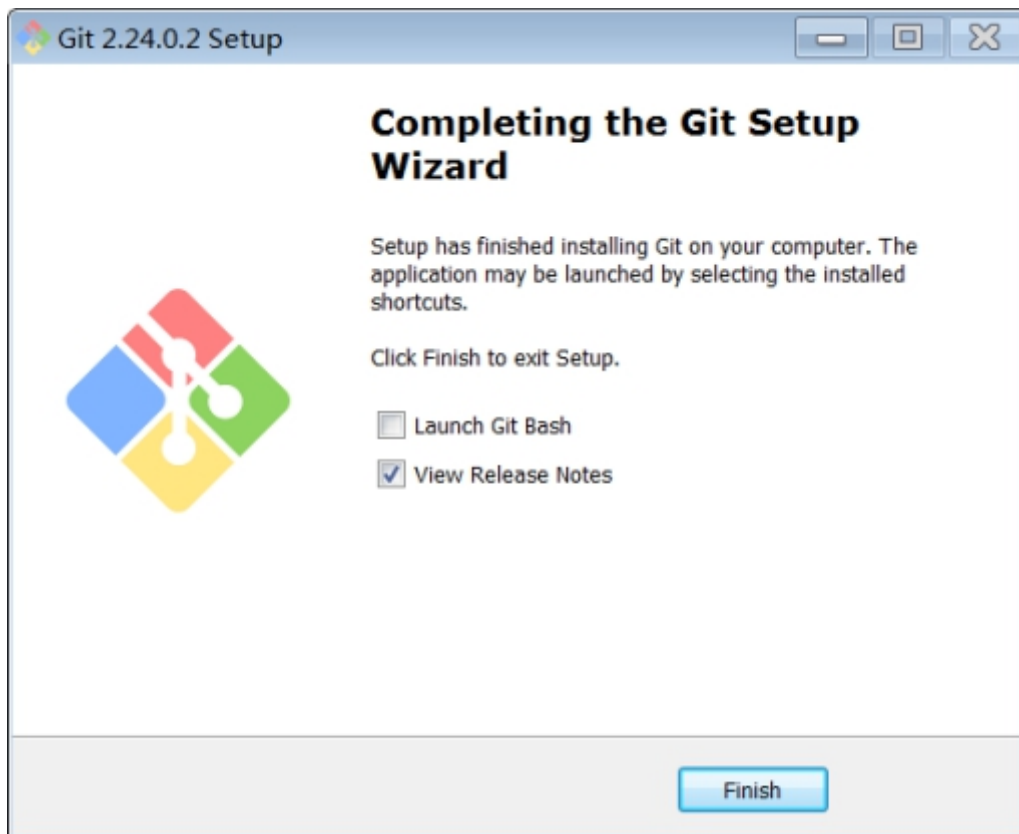 Git 2.24.0.2 Setup
Completing the Git Setup
Wizard
Setup has finished installing Git on your computer. The
application may be launched by selecting the installed
shortcuts.
Click Finish to exit Setup.
Launch Git Bash
View Release Notes
Finish